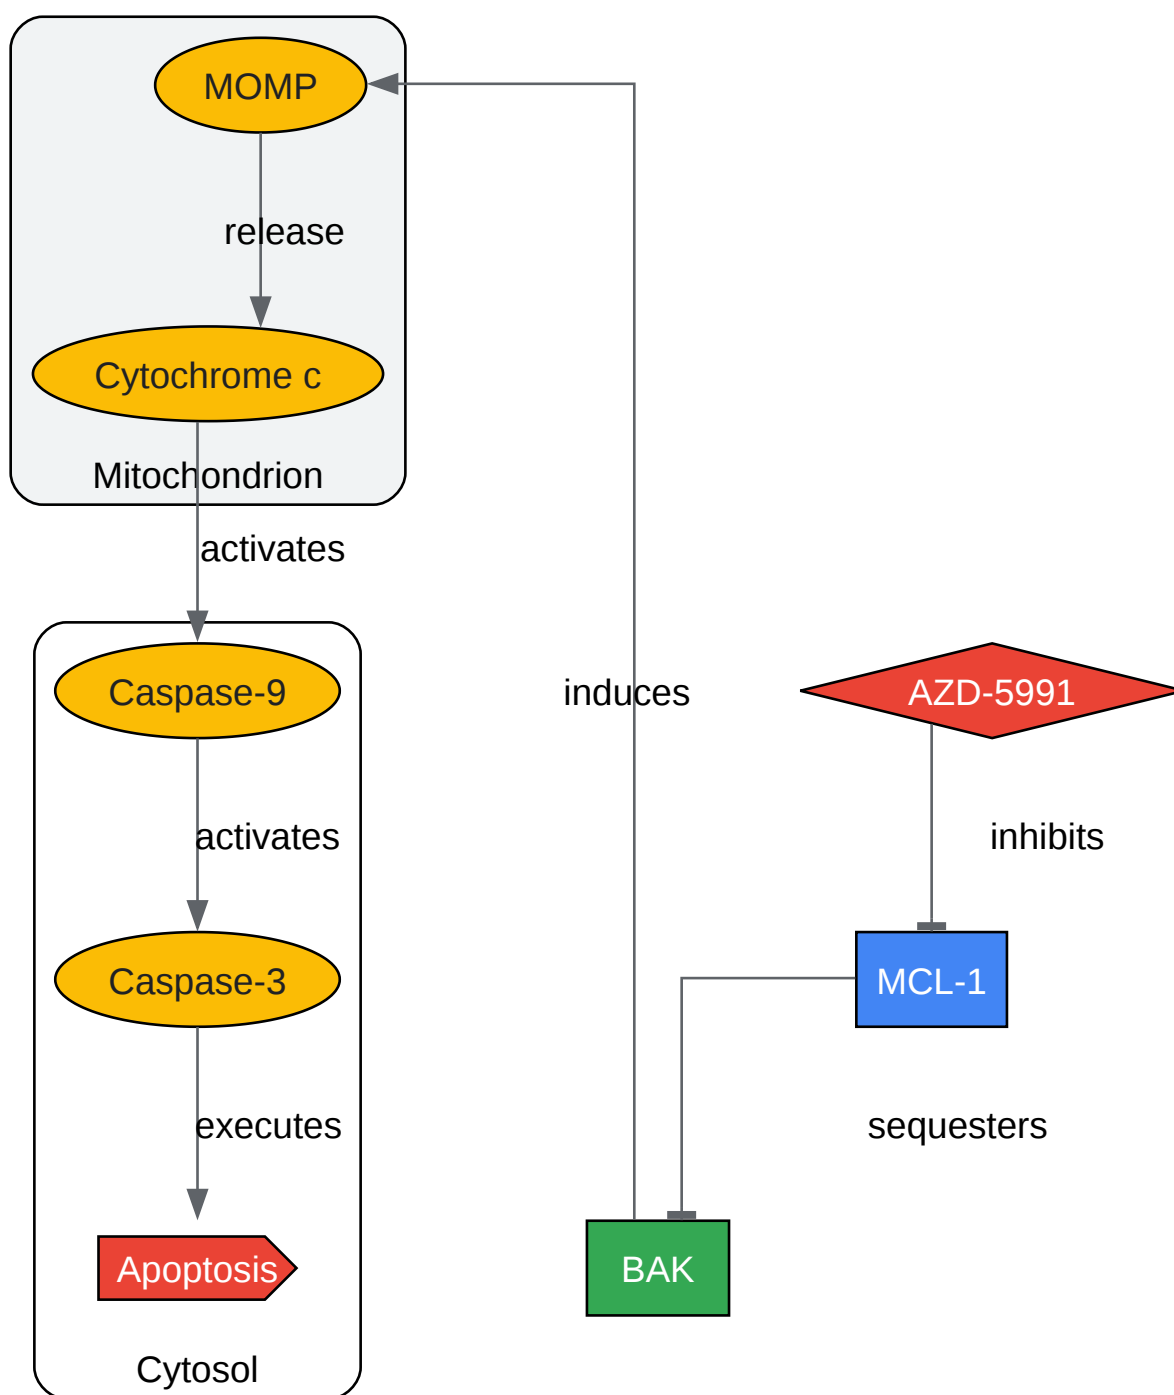 MOMP
release
Cytochrome c
Mitochondrion
activates
Caspase-9
induces
AZD-5991
activates
inhibits
Caspase-3
MCL-1
executes
sequesters
Apoptosis
BAK
Cytosol